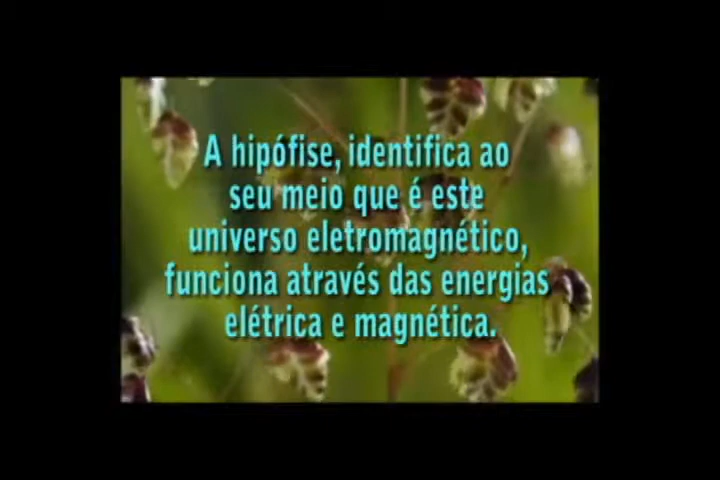 A hipófise, identifica ao
seu meio que é este
universo eletromagnético,
funciona através das energias
elétrica e magnética.